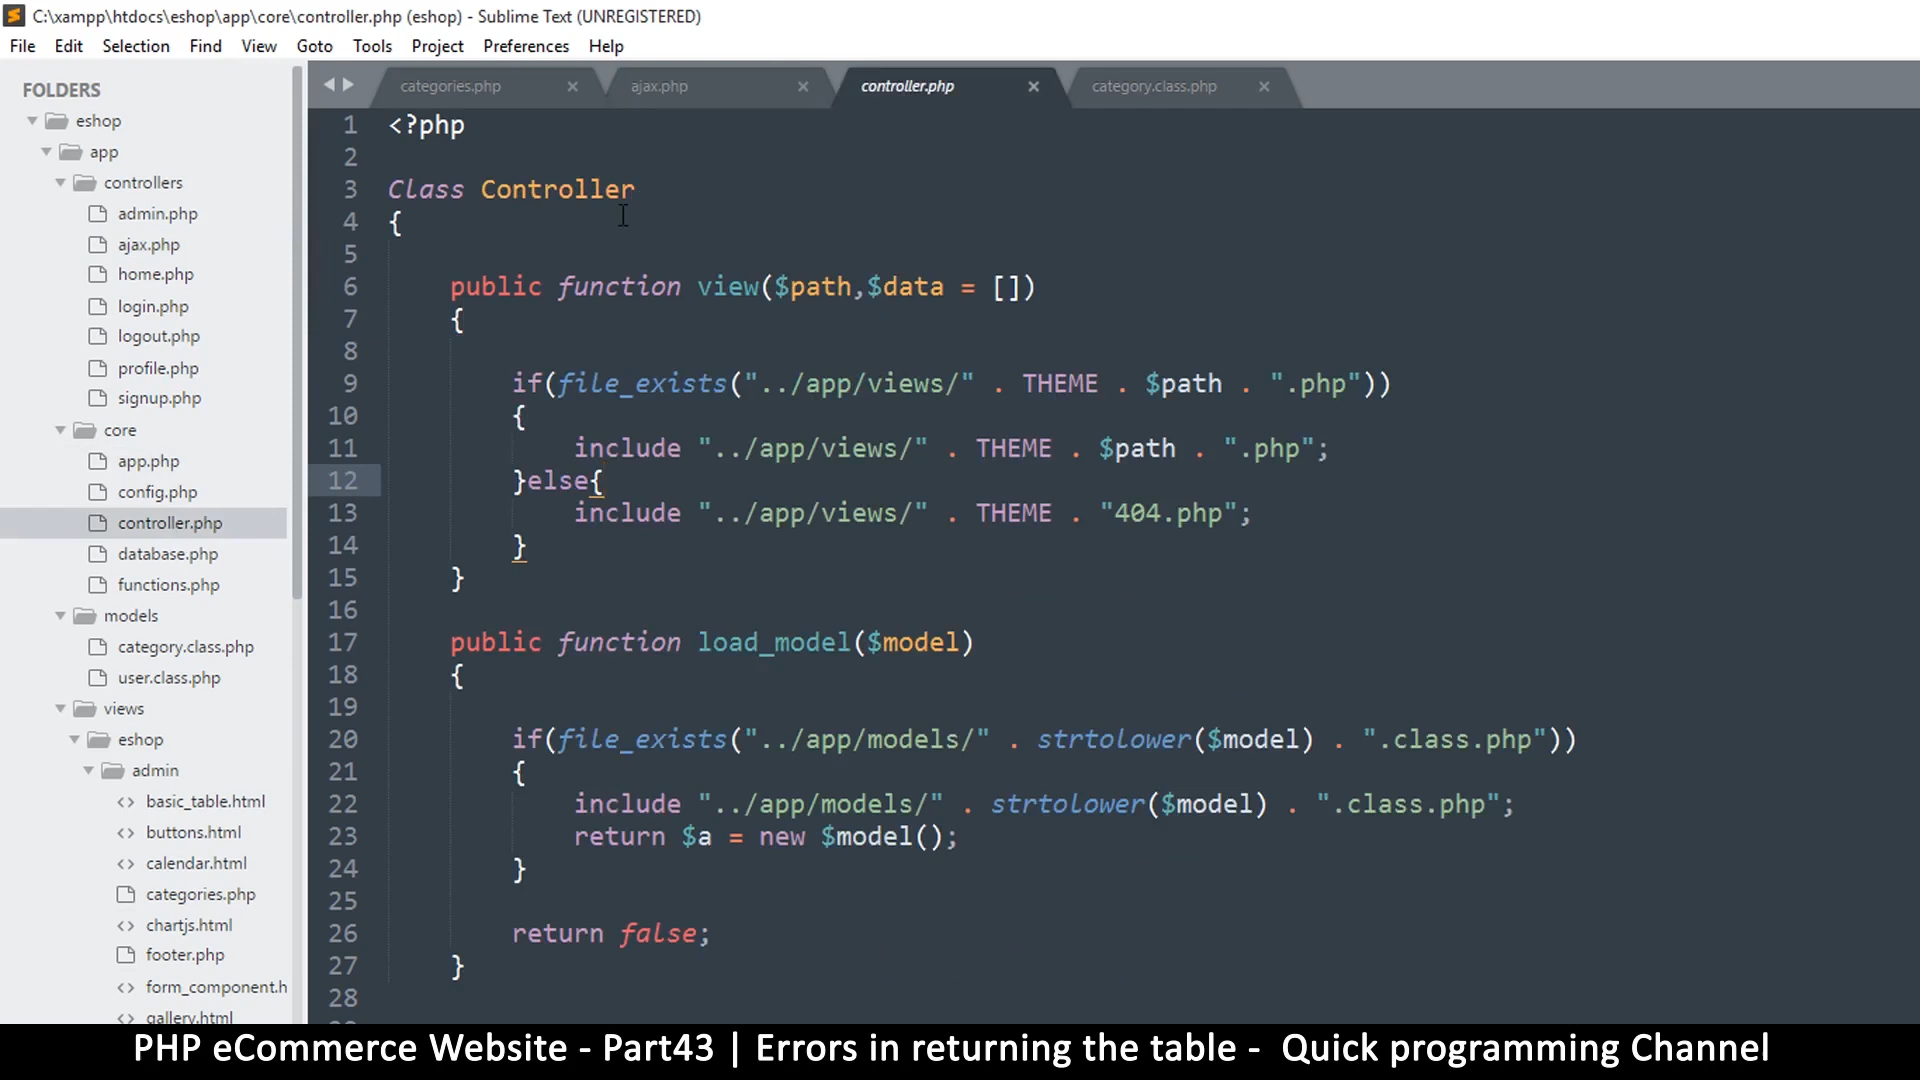 C:\xampp\htdocs\eshop\app\core\controller.php (eshop) - Sublime Text (UNREGISTERED)
File Edit Selection Find View Goto Tools Project Preferences Help
FOLDERS
eshop
app
controllers
admin.php
ajax.php
home.php
login.php
logout.php
profile.php
signup.php
core
app.php
config.php
controller.php
database.php
functions.php
models
category.class.php
user.class.php
views
eshop
admin
basic_table.html
buttons.html
calendar.html
categories.php
chartjs.html
footer.php
form_component.h
gallery.html
categories.php ajax.php controller.php category.class.php
1 <?php
2
3 Class Controller
4 {
5
6 public function view($path,$data = [])
7 {
8
9 if(file_exists("../app/views/" . THEME . $path . ".php"))
10 {
11 include "../app/views/" . THEME . $path . ".php";
12 }else{
13 include "../app/views/" . THEME . "404.php";
14 }
15 }
16
17 public function load_model($model)
18 {
19
20 if(file_exists("../app/models/" . strtolower($model) . ".class.php"))
21 {
22 include "../app/models/" . strtolower($model) . ".class.php";
23 return $a = new $model();
24 }
25
26 return false;
27 }
28
PHP eCommerce Website - Part43 | Errors in returning the table - Quick programming Channel